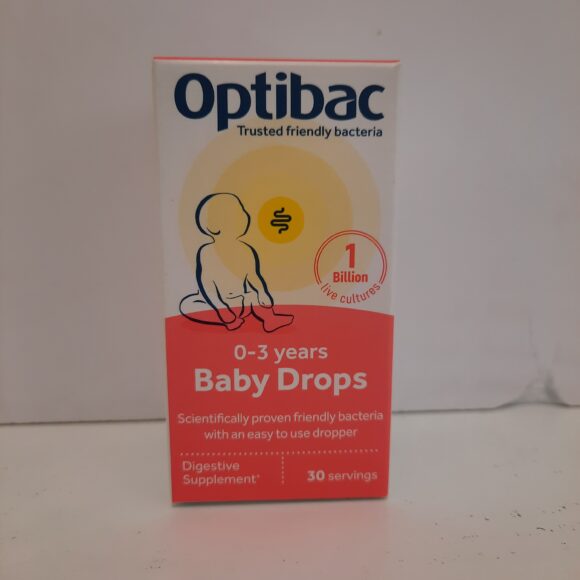 Optibac
Trusted friendly bacteria
1
Billion
live cultures
0-3 years
Baby Drops
Scientifically proven friendly bacteria
with an easy to use dropper
Digestive
Supplement*
30 servings